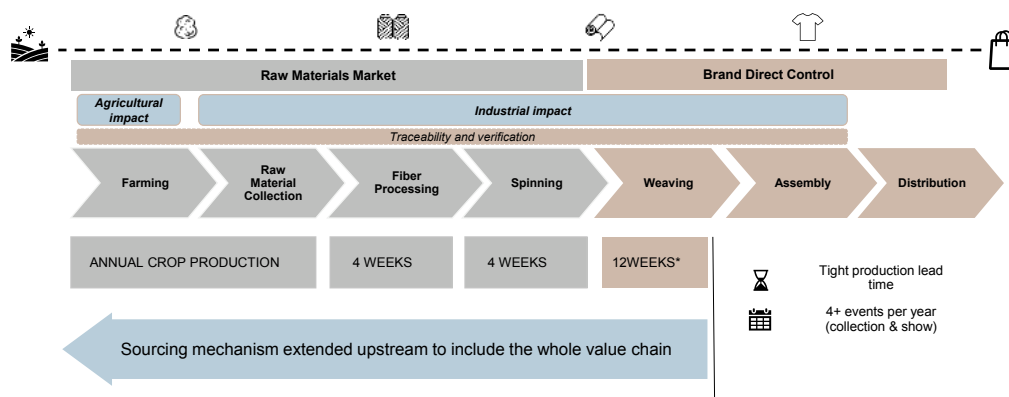 Raw Materials Market
Brand Direct Control
Agricultural
impact
Industrial impact
Traceability and verification
Farming
Raw
Material
Collection
Fiber
Processing
Spinning
Weaving
Assembly
Distribution
ANNUAL CROP PRODUCTION
4 WEEKS
4 WEEKS
12WEEKS*
Tight production lead
time
4+ events per year
(collection & show)
Sourcing mechanism extended upstream to include the whole value chain